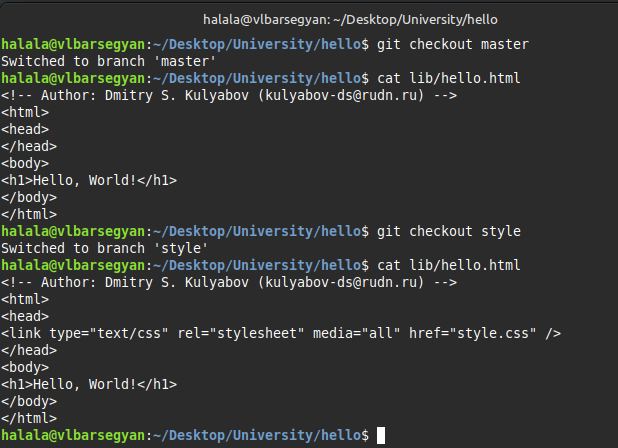 halala@vlbarsegyan: ~/Desktop/University/hello
halala@vlbarsegyan:~/Desktop/University/hello$ git checkout master
Switched to branch 'master'
halala@vlbarsegyan:~/Desktop/University/hello$ cat lib/hello.html
<!-- Author: Dmitry S. Kulyabov (kulyabov-ds@rudn.ru) -->
<html>
<head>
</head>
<body>
<h1>Hello, World!</h1>
</body>
</html>
halala@vlbarsegyan:~/Desktop/University/hello$ git checkout style
Switched to branch 'style'
halala@vlbarsegyan:~/Desktop/University/hello$ cat lib/hello.html
<!-- Author: Dmitry S. Kulyabov (kulyabov-ds@rudn.ru) -->
<html>
<head>
<link type="text/css" rel="stylesheet" media="all" href="style.css" />
</head>
<body>
<h1>Hello, World!</h1>
</body>
</html>
halala@vlbarsegyan:~/Desktop/University/hello$